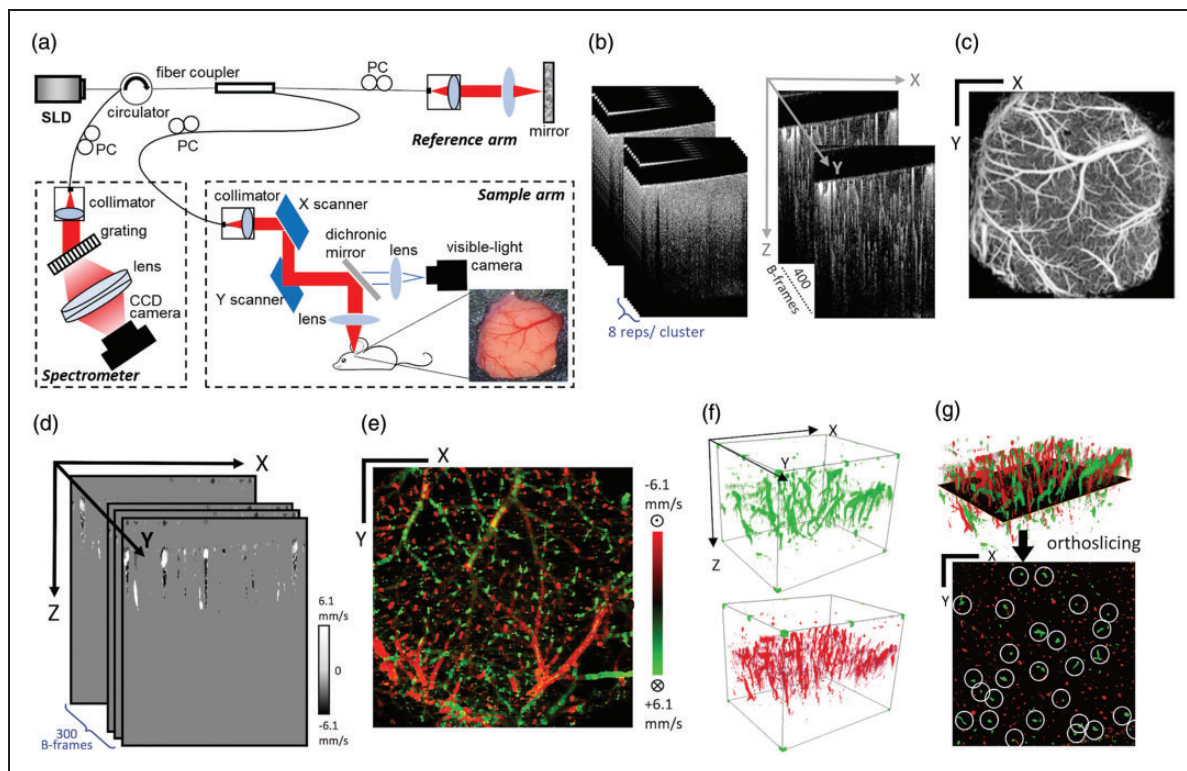 (a)
SLD
circulator
fiber coupler
PC
PC
PC
Reference arm
mirror
collimator
grating
lens
CCD
camera
Spectrometer
Sample arm
collimator
X scanner
dichronic
mirror
lens
visible-light
camera
Y scanner
lens
(b)
X
Y
Z
400
B-frames
8 reps/ cluster
(c)
X
Y
(d)
X
Y
Z
6.1
mm/s
0
-6.1
mm/s
300
B-frames
(e)
X
Y
-6.1
mm/s
+6.1
mm/s
(f)
X
Y
Z
(g)
orthoslicing
X
Y